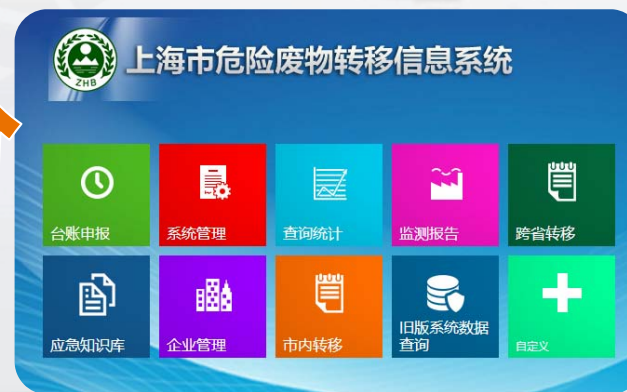 上海市危险废物转移信息系统
ZHB
台账申报
系统管理
查询统计
监测报告
跨省转移
应急知识库
企业管理
市内转移
旧版系统数据
查询
自定义